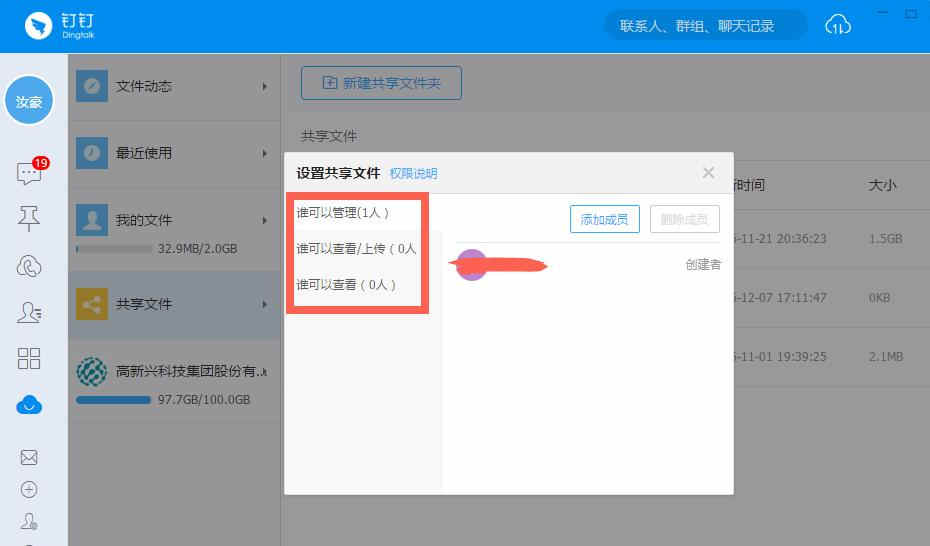 钉钉
Dingtalk
联系人、群组、聊天记录
汝豪
19
文件动态
最近使用
我的文件
32.9MB/2.0GB
共享文件
高新兴科技集团股份有..
97.7GB/100.0GB
新建共享文件夹
共享文件
时间
大小
-11-21 20:36:23
1.5GB
-12-07 17:11:47
0KB
-11-01 19:39:25
2.1MB
设置共享文件
权限说明
谁可以管理(1人）
谁可以查看/上传（0人
谁可以查看（0人）
添加成员
删除成员
创建者